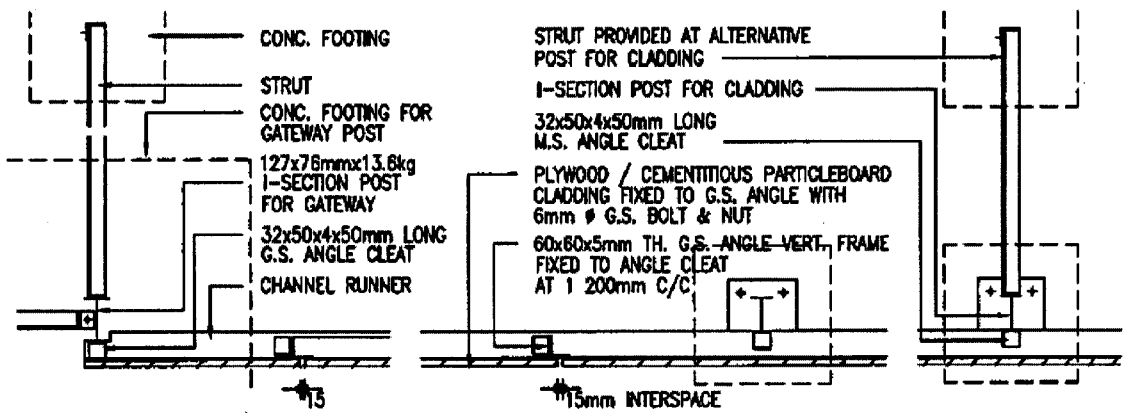 CONC. FOOTING
STRUT
CONC. FOOTING FOR
GATEWAY POST
127x76mmx13.6kg
I-SECTION POST
FOR GATEWAY
32x50x4x50mm LONG
G.S. ANGLE CLEAT
CHANNEL RUNNER
15
STRUT PROVIDED AT ALTERNATIVE
POST FOR CLADDING
I-SECTION POST FOR CLADDING
32x50x4x50mm LONG
M.S. ANGLE CLEAT
PLYWOOD / CEMENTITIOUS PARTICLEBOARD
CLADDING FIXED TO G.S. ANGLE WITH
6mm ø G.S. BOLT & NUT
60x60x5mm TH. G.S. ANGLE VERT. FRAME
FIXED TO ANGLE CLEAT
AT 1 200mm C/C
15mm INTERSPACE